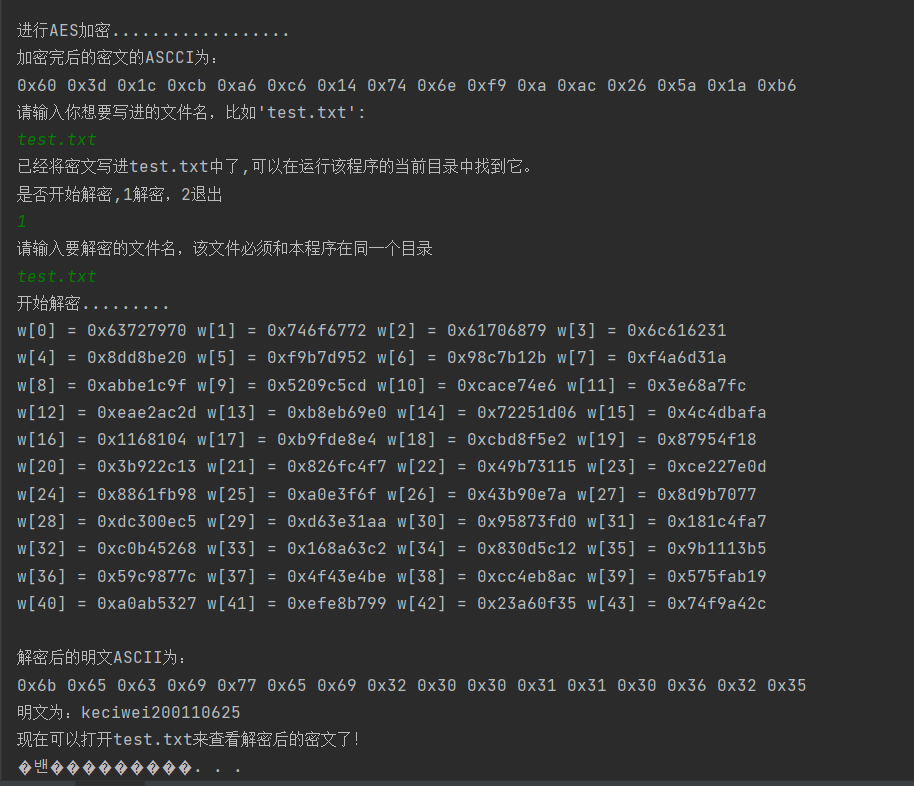 进行AES加密..................
加密完后的密文的ASCCI为：
0x60 0x3d 0x1c 0xcb 0xa6 0xc6 0x14 0x74 0x6e 0xf9 0xa 0xac 0x26 0x5a 0x1a 0xb6
请输入你想要写进的文件名，比如'test.txt':
test.txt
已经将密文写进test.txt中了,可以在运行该程序的当前目录中找到它。
是否开始解密,1解密，2退出
1
请输入要解密的文件名，该文件必须和本程序在同一个目录
test.txt
开始解密.........
w[0] = 0x63727970 w[1] = 0x746f6772 w[2] = 0x61706879 w[3] = 0x6c616231
w[4] = 0x8dd8be20 w[5] = 0xf9b7d952 w[6] = 0x98c7b12b w[7] = 0xf4a6d31a
w[8] = 0xabbe1c9f w[9] = 0x5209c5cd w[10] = 0xcace74e6 w[11] = 0x3e68a7fc
w[12] = 0xeae2ac2d w[13] = 0xb8eb69e0 w[14] = 0x72251d06 w[15] = 0x4c4dbafa
w[16] = 0x1168104 w[17] = 0xb9fde8e4 w[18] = 0xcbd8f5e2 w[19] = 0x87954f18
w[20] = 0x3b922c13 w[21] = 0x826fc4f7 w[22] = 0x49b73115 w[23] = 0xce227e0d
w[24] = 0x8861fb98 w[25] = 0xa0e3f6f w[26] = 0x43b90e7a w[27] = 0x8d9b7077
w[28] = 0xdc300ec5 w[29] = 0xd63e31aa w[30] = 0x95873fd0 w[31] = 0x181c4fa7
w[32] = 0xc0b45268 w[33] = 0x168a63c2 w[34] = 0x830d5c12 w[35] = 0x9b1113b5
w[36] = 0x59c9877c w[37] = 0x4f43e4be w[38] = 0xcc4eb8ac w[39] = 0x575fab19
w[40] = 0xa0ab5327 w[41] = 0xefe8b799 w[42] = 0x23a60f35 w[43] = 0x74f9a42c
解密后的明文ASCII为：
0x6b 0x65 0x63 0x69 0x77 0x65 0x69 0x32 0x30 0x30 0x31 0x31 0x30 0x36 0x32 0x35
明文为：keciwei200110625
现在可以打开test.txt来查看解密后的密文了！
�밴���������. . .